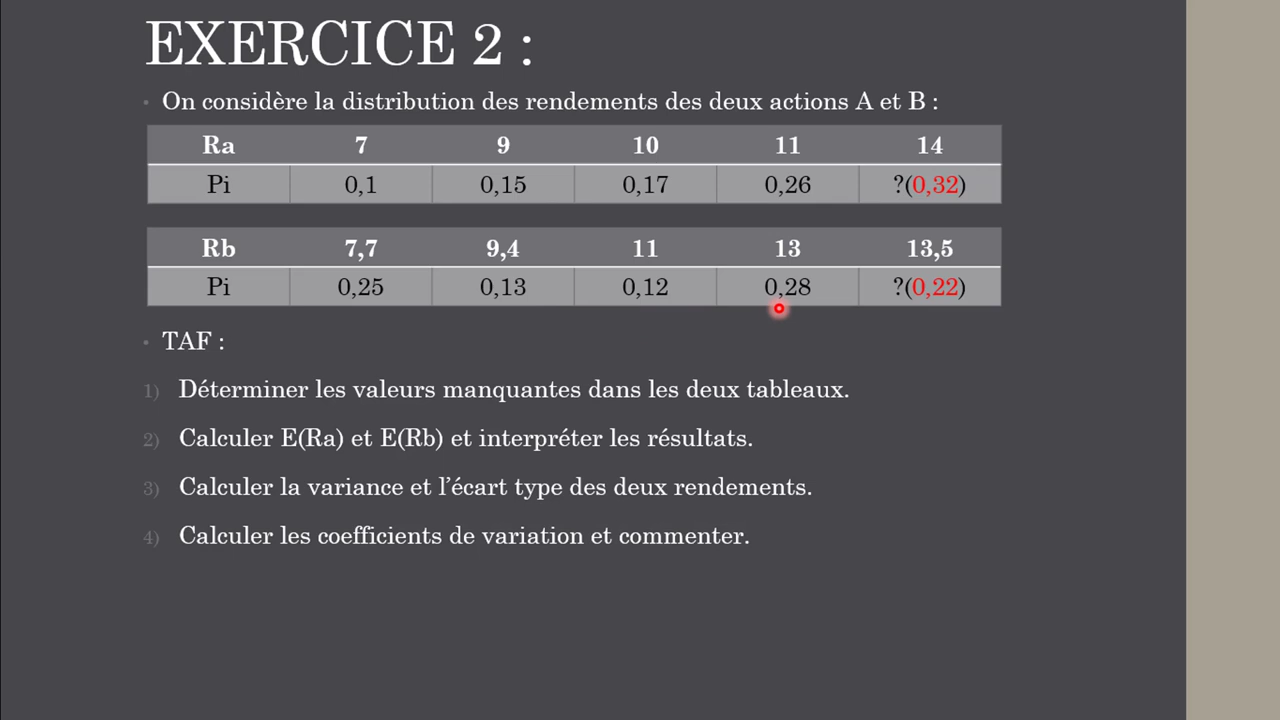 EXERCICE 2 :
• On considère la distribution des rendements des deux actions A et B :
Ra 7 9 10 11 14
Pi 0,1 0,15 0,17 0,26 ?(0,32)
Rb 7,7 9,4 11 13 13,5
Pi 0,25 0,13 0,12 0,28 ?(0,22)
• TAF :
1) Déterminer les valeurs manquantes dans les deux tableaux.
2) Calculer E(Ra) et E(Rb) et interpréter les résultats.
3) Calculer la variance et l’écart type des deux rendements.
4) Calculer les coefficients de variation et commenter.